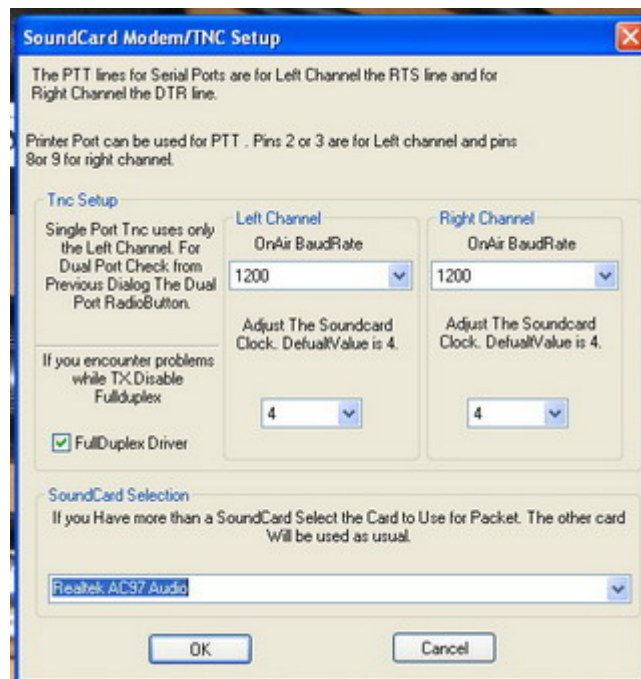 SoundCard Modem/TNC Setup
The PTT lines for Serial Ports are for Left Channel the RTS line and for
Right Channel the DTR line.
Printer Port can be used for PTT . Pins 2 or 3 are for Left channel and pins
8or 9 for right channel.
Tnc Setup
Single Port Tnc uses only
the Left Channel. For
Dual Port Check from
Previous Dialog The Dual
Port RadioButton.
If you encounter problems
while TX.Disable
Fullduplex
FullDuplex Driver
Left Channel
OnAir BaudRate
1200
Adjust The Soundcard
Clock. DefualtValue is 4.
4
Right Channel
OnAir BaudRate
1200
Adjust The Soundcard
Clock. DefualtValue is 4.
4
SoundCard Selection
If you Have more than a SoundCard Select the Card to Use for Packet. The other card
Will be used as usual.
Realtek AC97 Audio
OK
Cancel